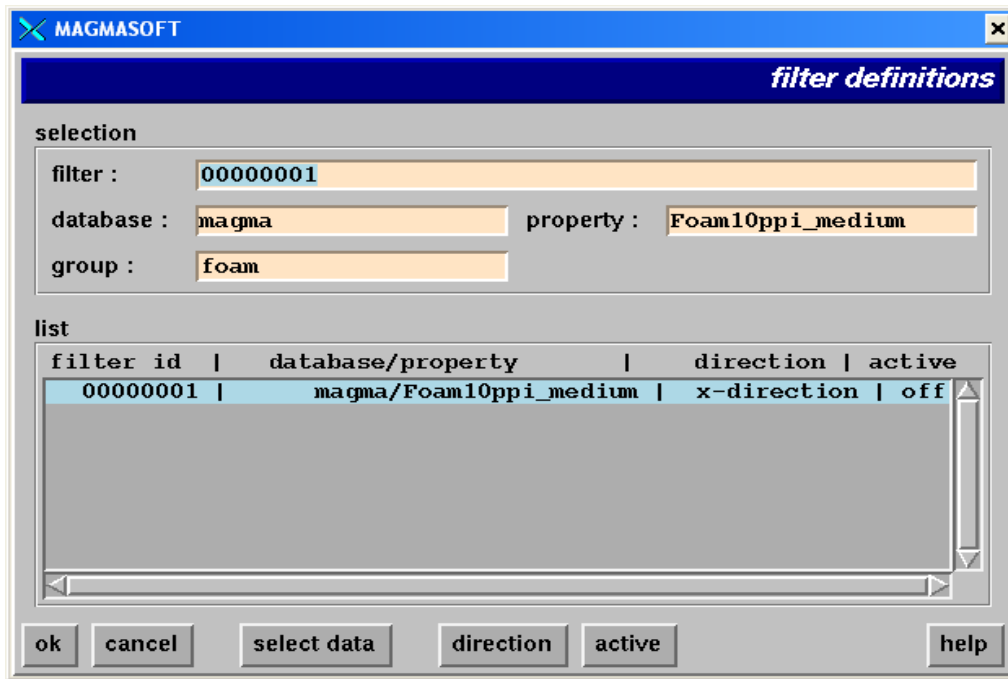 MAGMASOFT
filter definitions
selection
filter : 00000001
database : magma property : Foam10ppi_medium
group : foam
list
filter id | database/property | direction | active
00000001 | magma/Foam10ppi_medium | x-direction | off
ok cancel select data direction active help